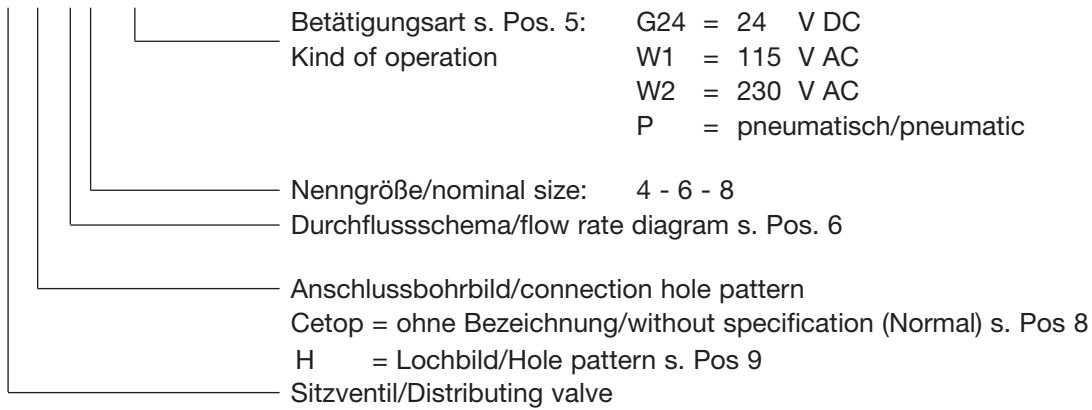 Betätigungsart s. Pos. 5: G24 = 24 V DC
Kind of operation W1 = 115 V AC
W2 = 230 V AC
P = pneumatisch/pneumatic
Nenngröße/nominal size: 4 - 6 - 8
Durchflussschema/flow rate diagram s. Pos. 6
Anschlussbohrbild/connection hole pattern
Cetop = ohne Bezeichnung/without specification (Normal) s. Pos 8
H = Lochbild/Hole pattern s. Pos 9
Sitzventil/Distributing valve